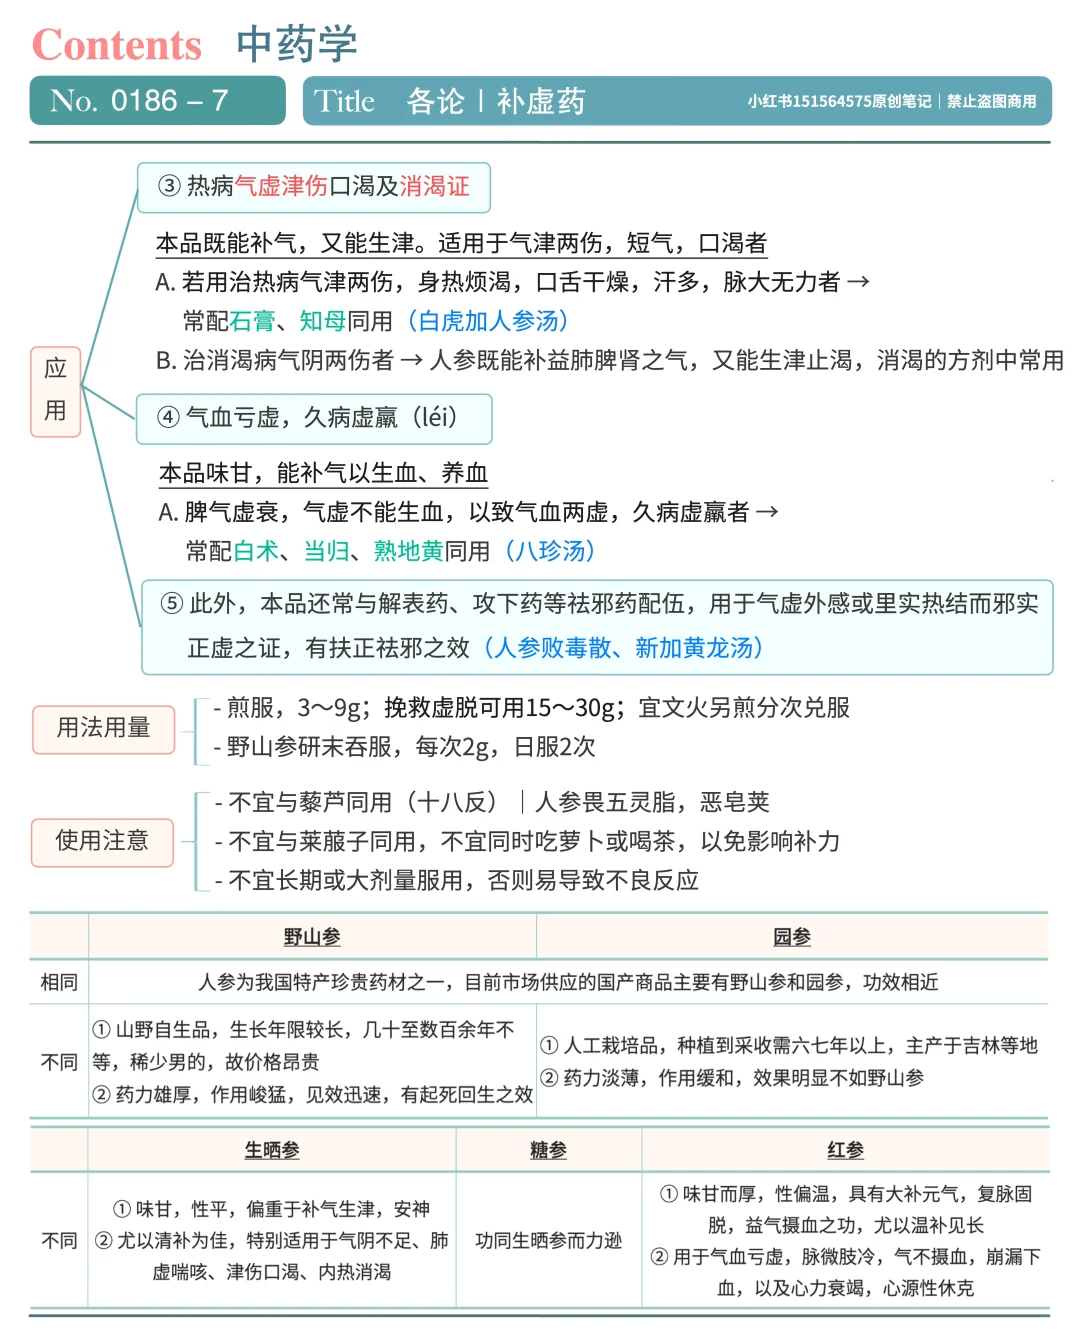 Contents 中药学
No. 0186 – 7
Title 各论丨补虚药
小红书151564575原创笔记｜禁止盗图商用
③ 热病气虚津伤口渴及消渴证
本品既能补气，又能生津。适用于气津两伤，短气，口渴者
A. 若用治热病气津两伤，身热烦渴，口舌干燥，汗多，脉大无力者 →
常配石膏、知母同用（白虎加人参汤）
B. 治消渴病气阴两伤者 → 人参既能补益肺脾肾之气，又能生津止渴，消渴的方剂中常用
应
用
④ 气血亏虚，久病虚羸（léi）
本品味甘，能补气以生血、养血
A. 脾气虚衰，气虚不能生血，以致气血两虚，久病虚羸者 →
常配白术、当归、熟地黄同用（八珍汤）
⑤ 此外，本品还常与解表药、攻下药等祛邪药配伍，用于气虚外感或里实热结而邪实
正虚之证，有扶正祛邪之效（人参败毒散、新加黄龙汤）
用法用量
- 煎服，3～9g；挽救虚脱可用15～30g；宜文火另煎分次兑服
- 野山参研末吞服，每次2g，日服2次
使用注意
- 不宜与藜芦同用（十八反）｜人参畏五灵脂，恶皂荚
- 不宜与莱菔子同用，不宜同时吃萝卜或喝茶，以免影响补力
- 不宜长期或大剂量服用，否则易导致不良反应
野山参 园参
相同 人参为我国特产珍贵药材之一，目前市场供应的国产商品主要有野山参和园参，功效相近
不同
① 山野自生品，生长年限较长，几十至数百余年不
等，稀少男的，故价格昂贵
② 药力雄厚，作用峻猛，见效迅速，有起死回生之效
① 人工栽培品，种植到采收需六七年以上，主产于吉林等地
② 药力淡薄，作用缓和，效果明显不如野山参
生晒参 糖参 红参
不同
① 味甘，性平，偏重于补气生津，安神
② 尤以清补为佳，特别适用于气阴不足、肺
虚喘咳、津伤口渴、内热消渴
功同生晒参而力逊
① 味甘而厚，性偏温，具有大补元气，复脉固
脱，益气摄血之功，尤以温补见长
② 用于气血亏虚，脉微肢冷，气不摄血，崩漏下
血，以及心力衰竭，心源性休克